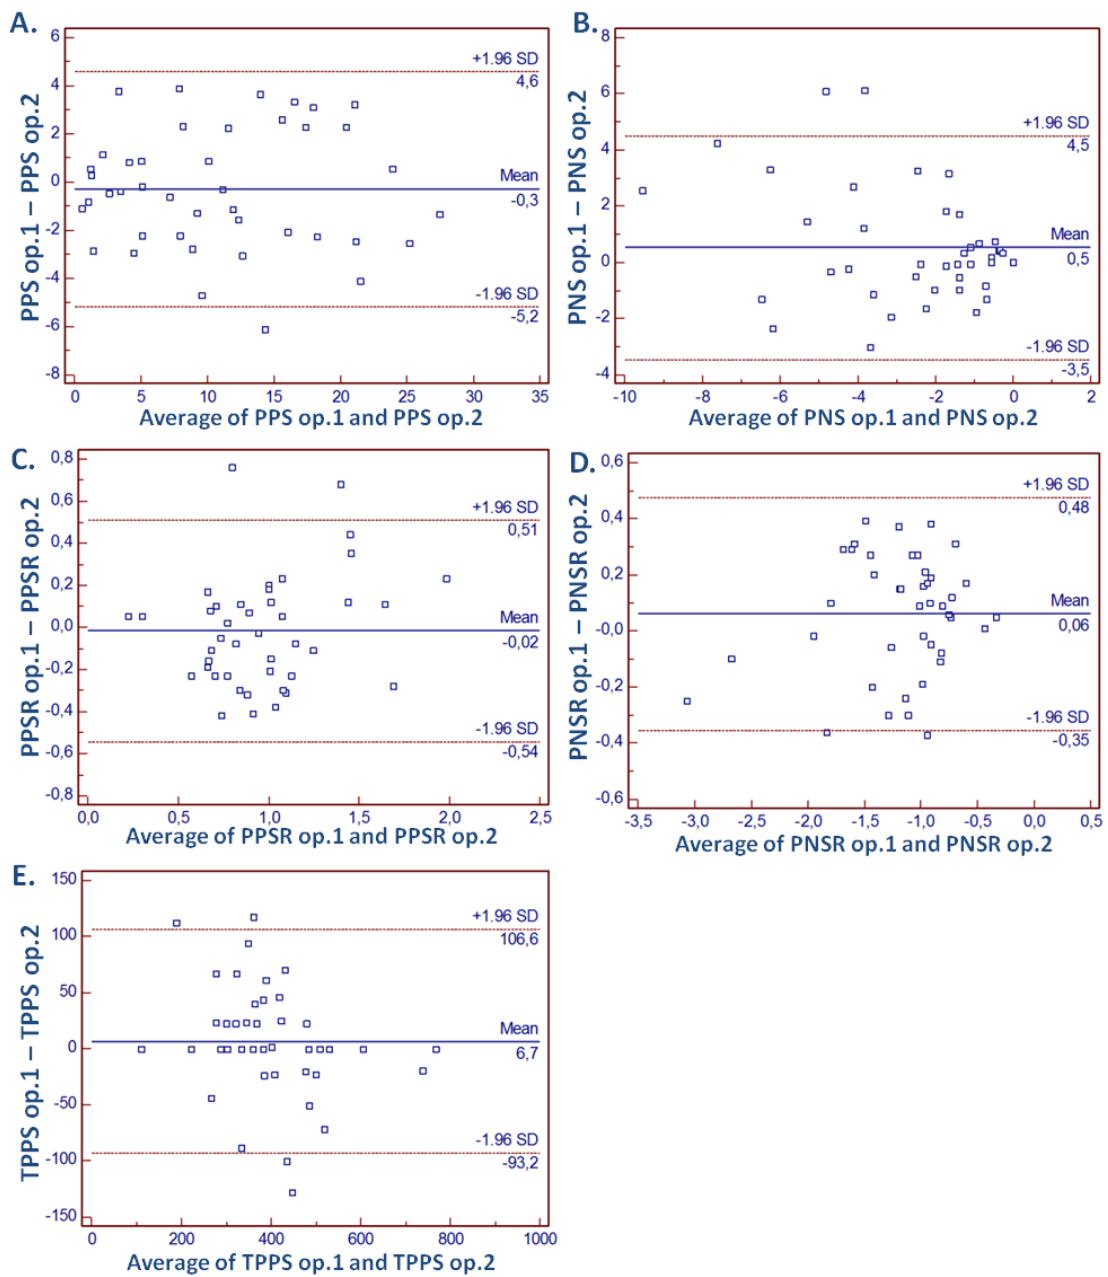 A.
6
4
2
0
-2
-4
-6
-8
+1.96 SD
4,6
Mean
-0,3
-1.96 SD
-5,2
0 5 10 15 20 25 30 35
PPS op.1 – PPS op.2
Average of PPS op.1 and PPS op.2
B.
8
6
4
2
0
-2
-4
+1.96 SD
4,5
Mean
0,5
-1.96 SD
-3,5
-10 -8 -6 -4 -2 0 2
PNS op.1 – PNS op.2
Average of PNS op.1 and PNS op.2
C.
0,8
0,6
0,4
0,2
0,0
-0,2
-0,4
-0,6
-0,8
+1.96 SD
0,51
Mean
-0,02
-1.96 SD
-0,54
0,0 0,5 1,0 1,5 2,0 2,5
PPSR op.1 – PPSR op.2
Average of PPSR op.1 and PPSR op.2
D.
0,6
0,4
0,2
-0,0
-0,2
-0,4
-0,6
+1.96 SD
0,48
Mean
0,06
-1.96 SD
-0,35
-3,5 -3,0 -2,5 -2,0 -1,5 -1,0 -0,5 0,0 0,5
PNSR op.1 – PNSR op.2
Average of PNSR op.1 and PNSR op.2
E.
150
100
50
0
-50
-100
-150
+1.96 SD
106,6
Mean
6,7
-1.96 SD
-93,2
0 200 400 600 800 1000
TPPS op.1 – TPPS op.2
Average of TPPS op.1 and TPPS op.2